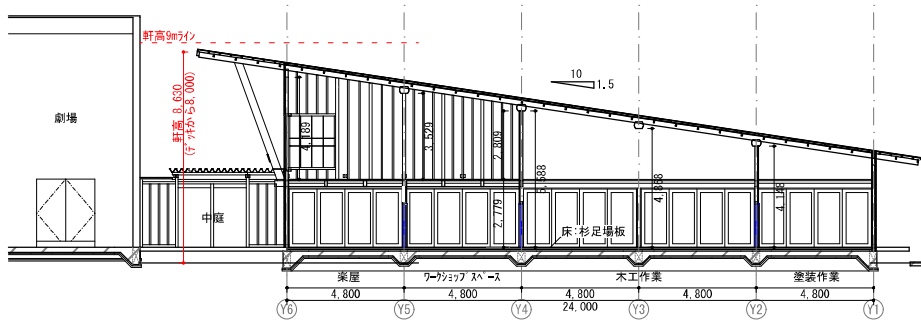 軒高9mライン
10
1.5
劇場
軒高 8,630
(ﾃﾞｯｷから8,000)
4,189
3,529
2,809
2,779
5,588
4,888
4,148
中庭
床:杉足場板
楽屋
ﾜｰｸｼｮｯﾌﾟｽﾍﾟｰｽ
木工作業
塗装作業
4,800
4,800
4,800
4,800
4,800
24,000
Y6
Y5
Y4
Y3
Y2
Y1